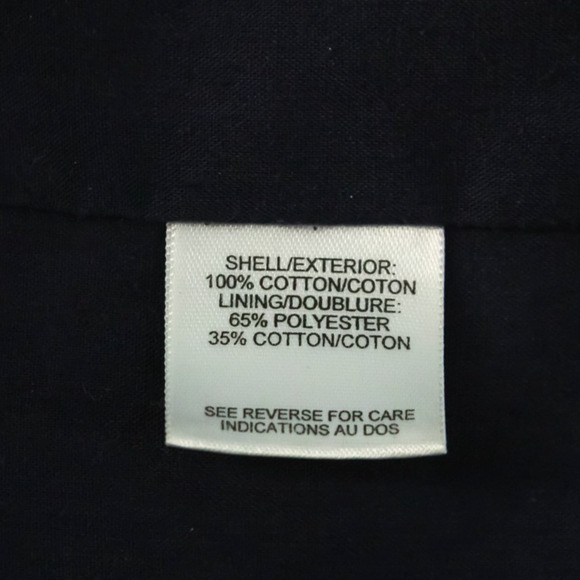 SHELL/EXTERIOR:
100% COTTON/COTON
LINING/DOUBLURE:
65% POLYESTER
35% COTTON/COTON
SEE REVERSE FOR CARE
INDICATIONS AU DOS